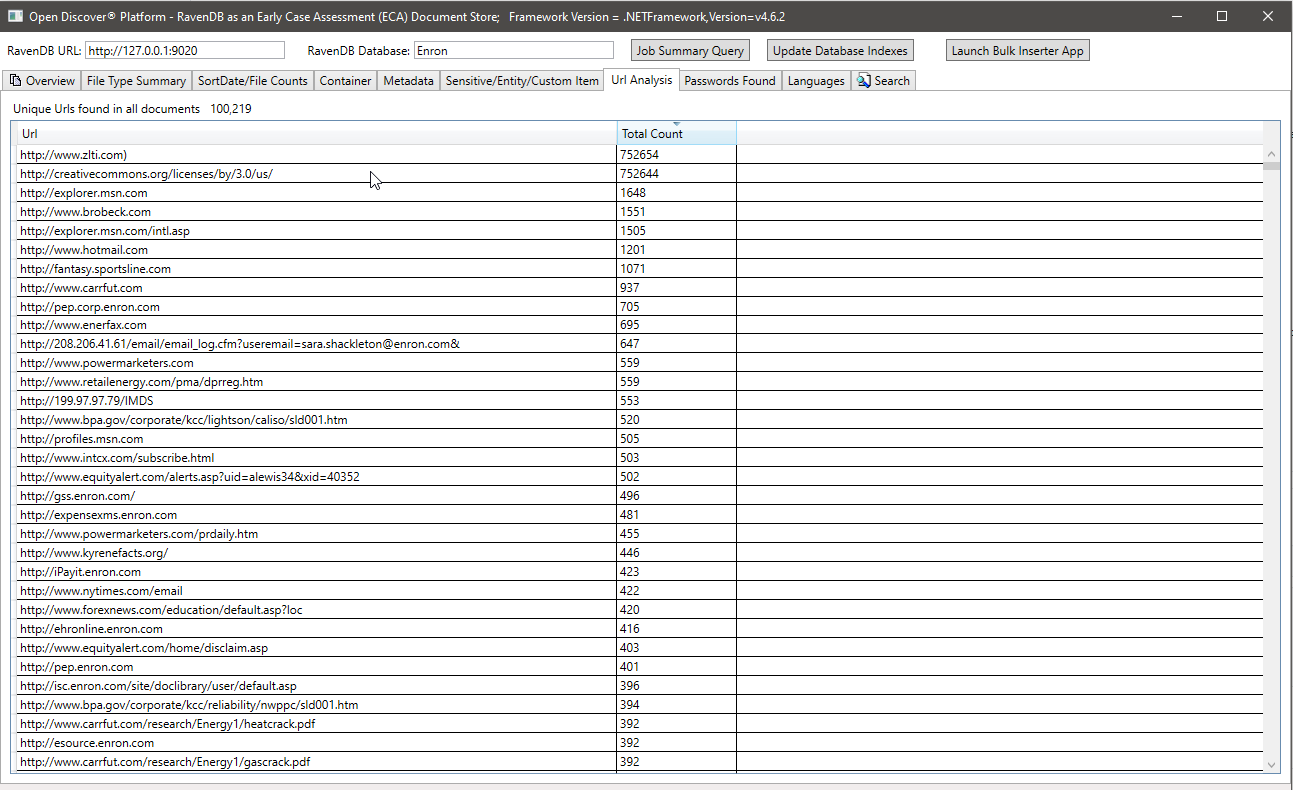 Open Discover® Platform - RavenDB as an Early Case Assessment (ECA) Document Store;   Framework Version = .NETFramework,Version=v4.6.2
RavenDB URL: http://127.0.0.1:9020 RavenDB Database: Enron Job Summary Query Update Database Indexes Launch Bulk Inserter App
Overview File Type Summary SortDate/File Counts Container Metadata Sensitive/Entity/Custom Item Url Analysis Passwords Found Languages Search
Unique Urls found in all documents 100,219
Url Total Count
http://www.zlti.com) 752654
http://creativecommons.org/licenses/by/3.0/us/ 752644
http://explorer.msn.com 1648
http://www.brobeck.com 1551
http://explorer.msn.com/intl.asp 1505
http://www.hotmail.com 1201
http://fantasy.sportsline.com 1071
http://www.carrfut.com 937
http://pep.corp.enron.com 705
http://www.enerfax.com 695
http://208.206.41.61/email/email_log.cfm?useremail=sara.shackleton@enron.com& 647
http://www.powermarketers.com 559
http://www.retailenergy.com/pma/dprreg.htm 559
http://199.97.97.79/IMDS 553
http://www.bpa.gov/corporate/kcc/lightson/caliso/sld001.htm 520
http://profiles.msn.com 505
http://www.intcx.com/subscribe.html 503
http://www.equityalert.com/alerts.asp?uid=alewis34&xid=40352 502
http://gss.enron.com/ 496
http://expensexms.enron.com 481
http://www.powermarketers.com/prdaily.htm 455
http://www.kyrenefacts.org/ 446
http://iPayit.enron.com 423
http://www.nytimes.com/email 422
http://www.forexnews.com/education/default.asp?loc 420
http://ehronline.enron.com 416
http://www.equityalert.com/home/disclaim.asp 403
http://pep.enron.com 401
http://isc.enron.com/site/doclibrary/user/default.asp 396
http://www.bpa.gov/corporate/kcc/reliability/nwppc/sld001.htm 394
http://www.carrfut.com/research/Energy1/heatcrack.pdf 392
http://esource.enron.com 392
http://www.carrfut.com/research/Energy1/gascrack.pdf 392